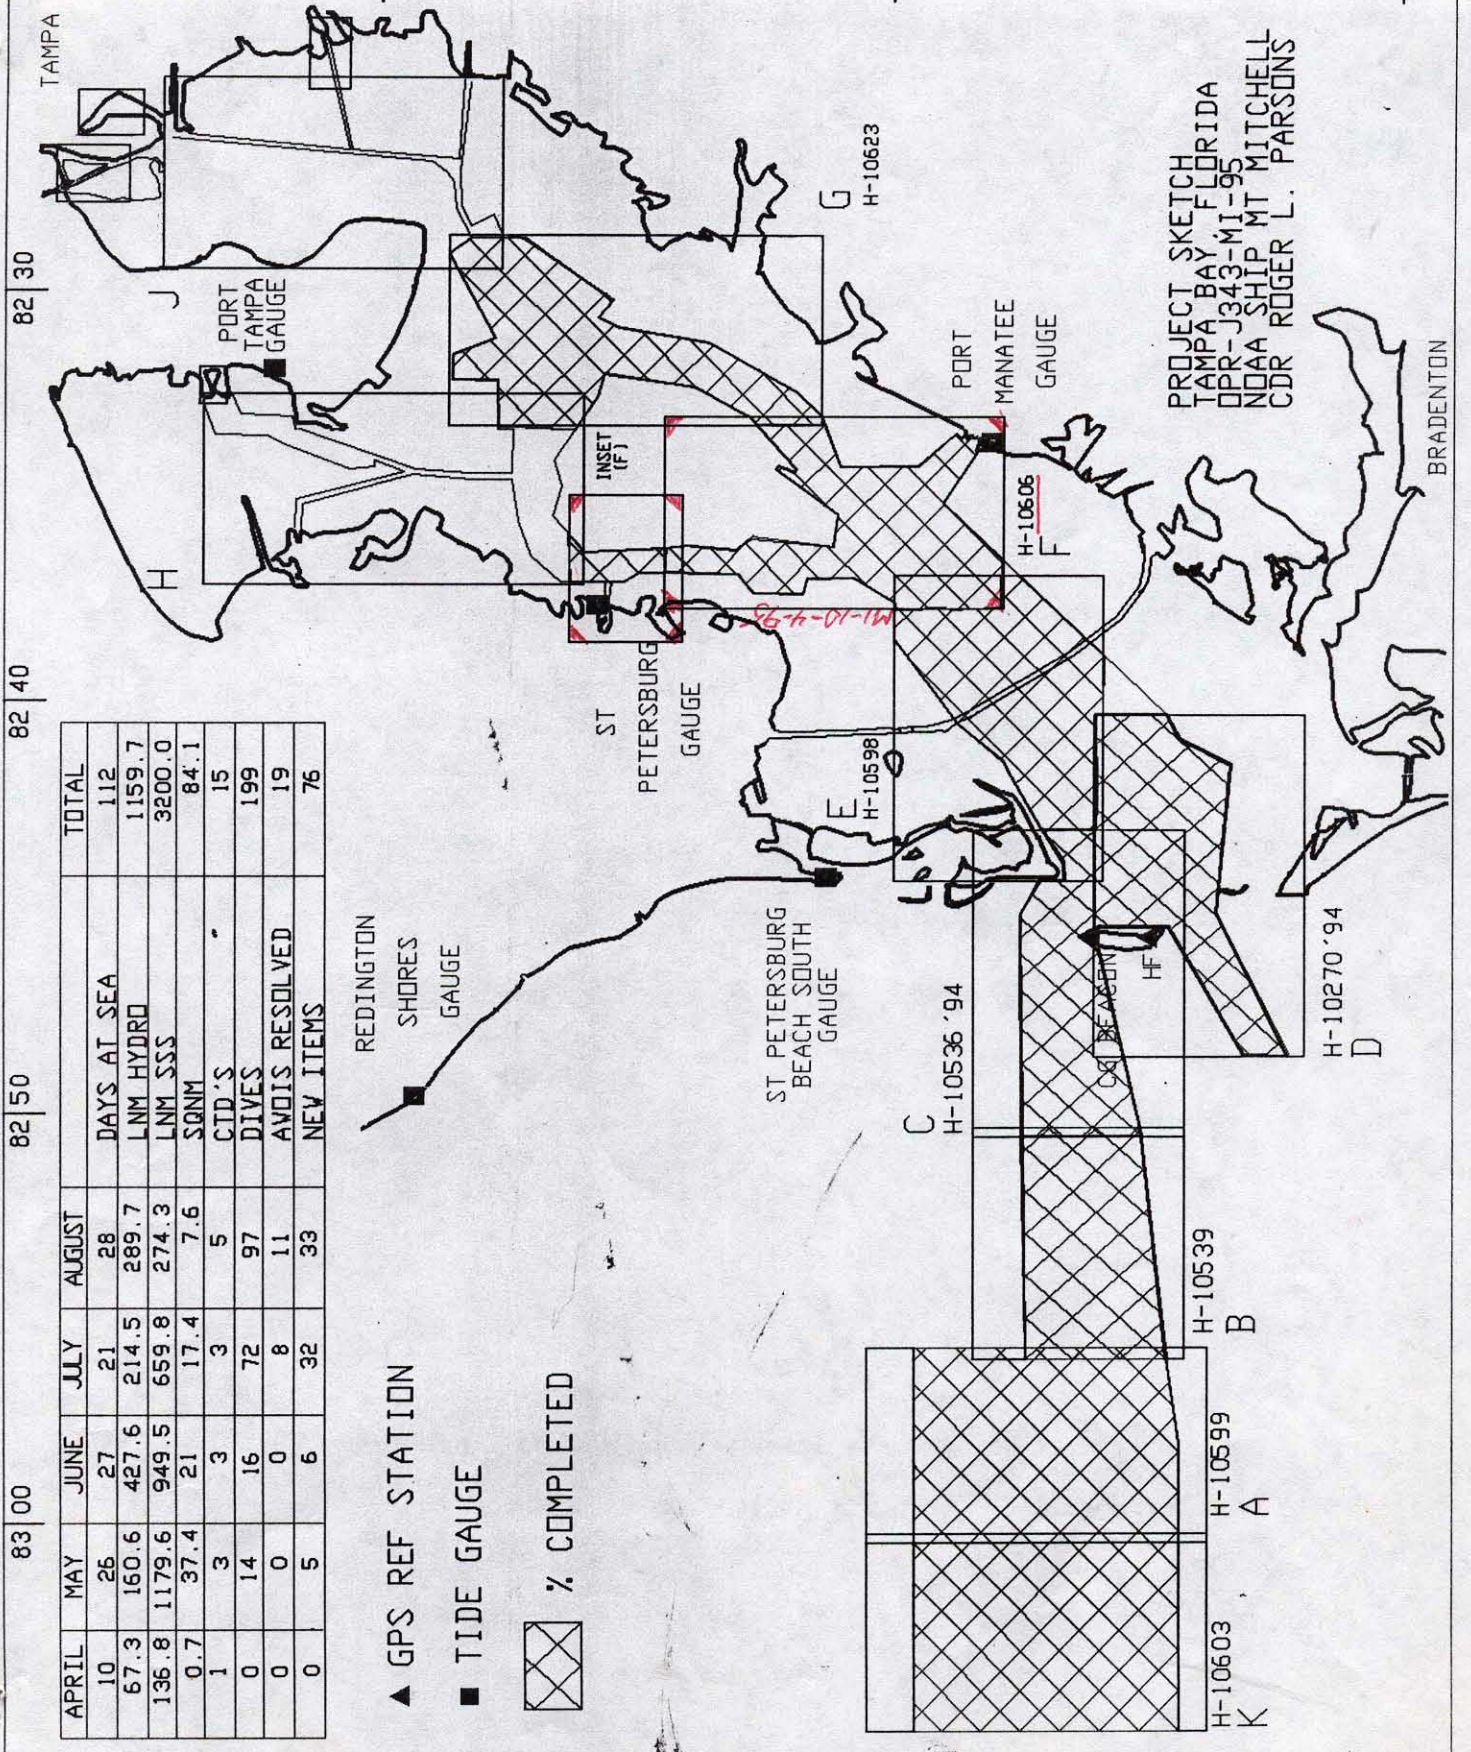 83 00
82 50
82 40
82 30
APRIL MAY JUNE JULY AUGUST TOTAL
10 26 27 21 28 DAYS AT SEA 112
67.3 160.6 427.6 214.5 289.7 LNM HYDRO 1159.7
136.8 1179.6 949.5 659.8 274.3 LNM SSS 3200.0
0.7 37.4 21 17.4 7.6 SQNM 84.1
1 3 3 3 5 CTD'S 15
0 14 16 72 97 DIVES 199
0 0 0 8 11 AWOIS RESOLVED 19
0 5 6 32 33 NEW ITEMS 76
▲ GPS REF STATION
■ TIDE GAUGE
% COMPLETED
REDINGTON
SHORES
GAUGE
ST PETERSBURG
BEACH SOUTH
GAUGE
ST
PETERSBURG
GAUGE
TAMPA
J
PORT
TAMPA
GAUGE
H
INSET
(F)
G
H-10623
PORT
MANATEE
GAUGE
H-10606
F
M1-10-4-95
E
H-10598
C
H-10536 '94
CG BEACON
HF
H-10270 '94
D
H-10539
B
H-10599
A
H-10603
K
BRADENTON
PROJECT SKETCH
TAMPA BAY, FLORIDA
OPR-J343-MI-95
NOAA SHIP MT MITCHELL
CDR ROGER L. PARSONS